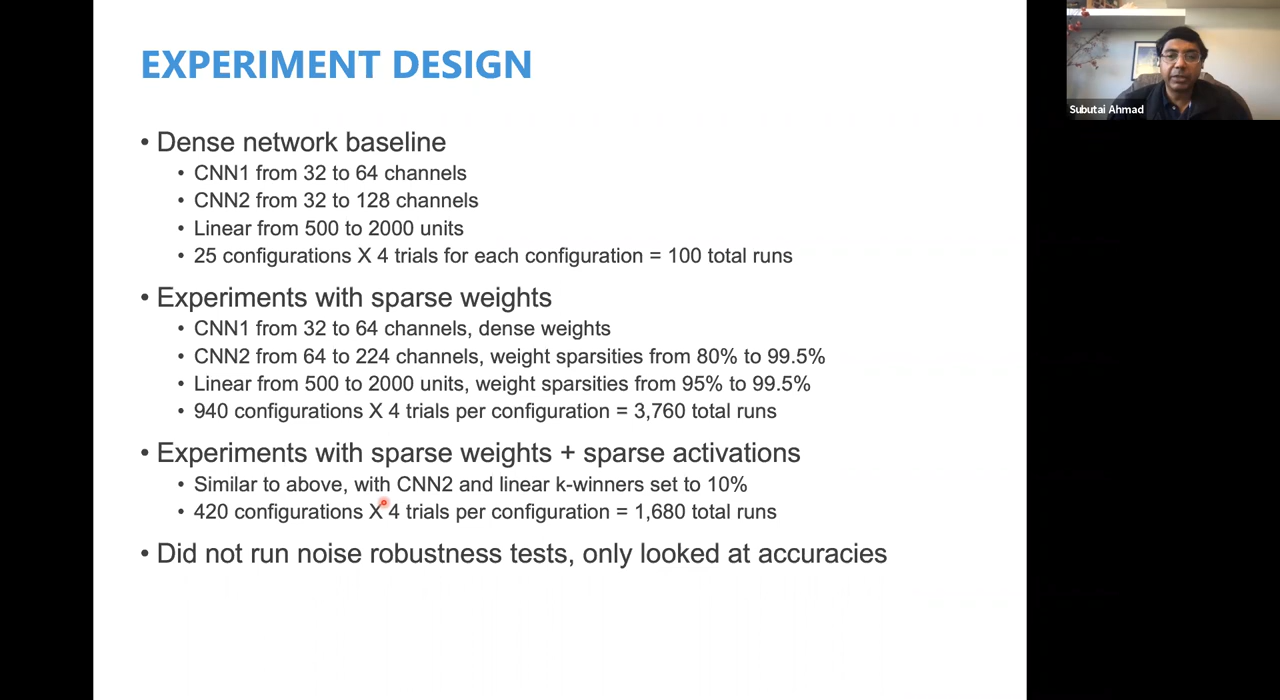 EXPERIMENT DESIGN
Subutai Ahmad
• Dense network baseline
• CNN1 from 32 to 64 channels
• CNN2 from 32 to 128 channels
• Linear from 500 to 2000 units
• 25 configurations X 4 trials for each configuration = 100 total runs
• Experiments with sparse weights
• CNN1 from 32 to 64 channels, dense weights
• CNN2 from 64 to 224 channels, weight sparsities from 80% to 99.5%
• Linear from 500 to 2000 units, weight sparsities from 95% to 99.5%
• 940 configurations X 4 trials per configuration = 3,760 total runs
• Experiments with sparse weights + sparse activations
• Similar to above, with CNN2 and linear k-winners set to 10%
• 420 configurations X 4 trials per configuration = 1,680 total runs
• Did not run noise robustness tests, only looked at accuracies